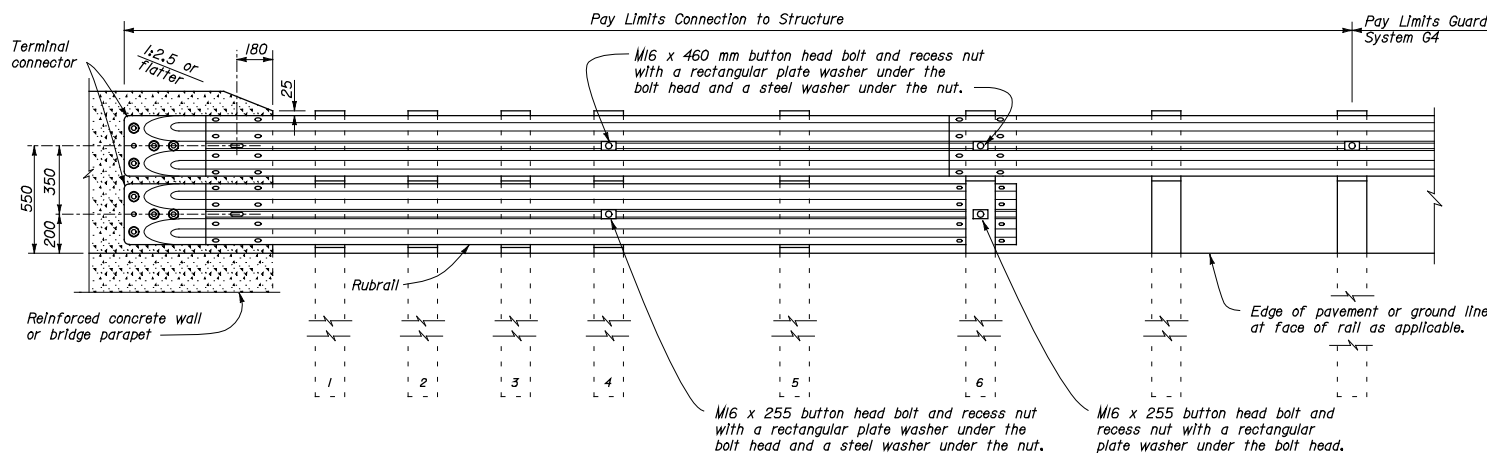 Pay Limits Connection to Structure
Pay Limits Guard
System G4
Terminal
connector
1:2.5 or
flatter
180
25
M16 x 460 mm button head bolt and recess nut
with a rectangular plate washer under the
bolt head and a steel washer under the nut.
550
350
200
Rubrail
Reinforced concrete wall
or bridge parapet
Edge of pavement or ground line
at face of rail as applicable.
1
2
3
4
5
6
M16 x 255 button head bolt and recess nut
with a rectangular plate washer under the
bolt head and a steel washer under the nut.
M16 x 255 button head bolt and
recess nut with a rectangular
plate washer under the bolt head.